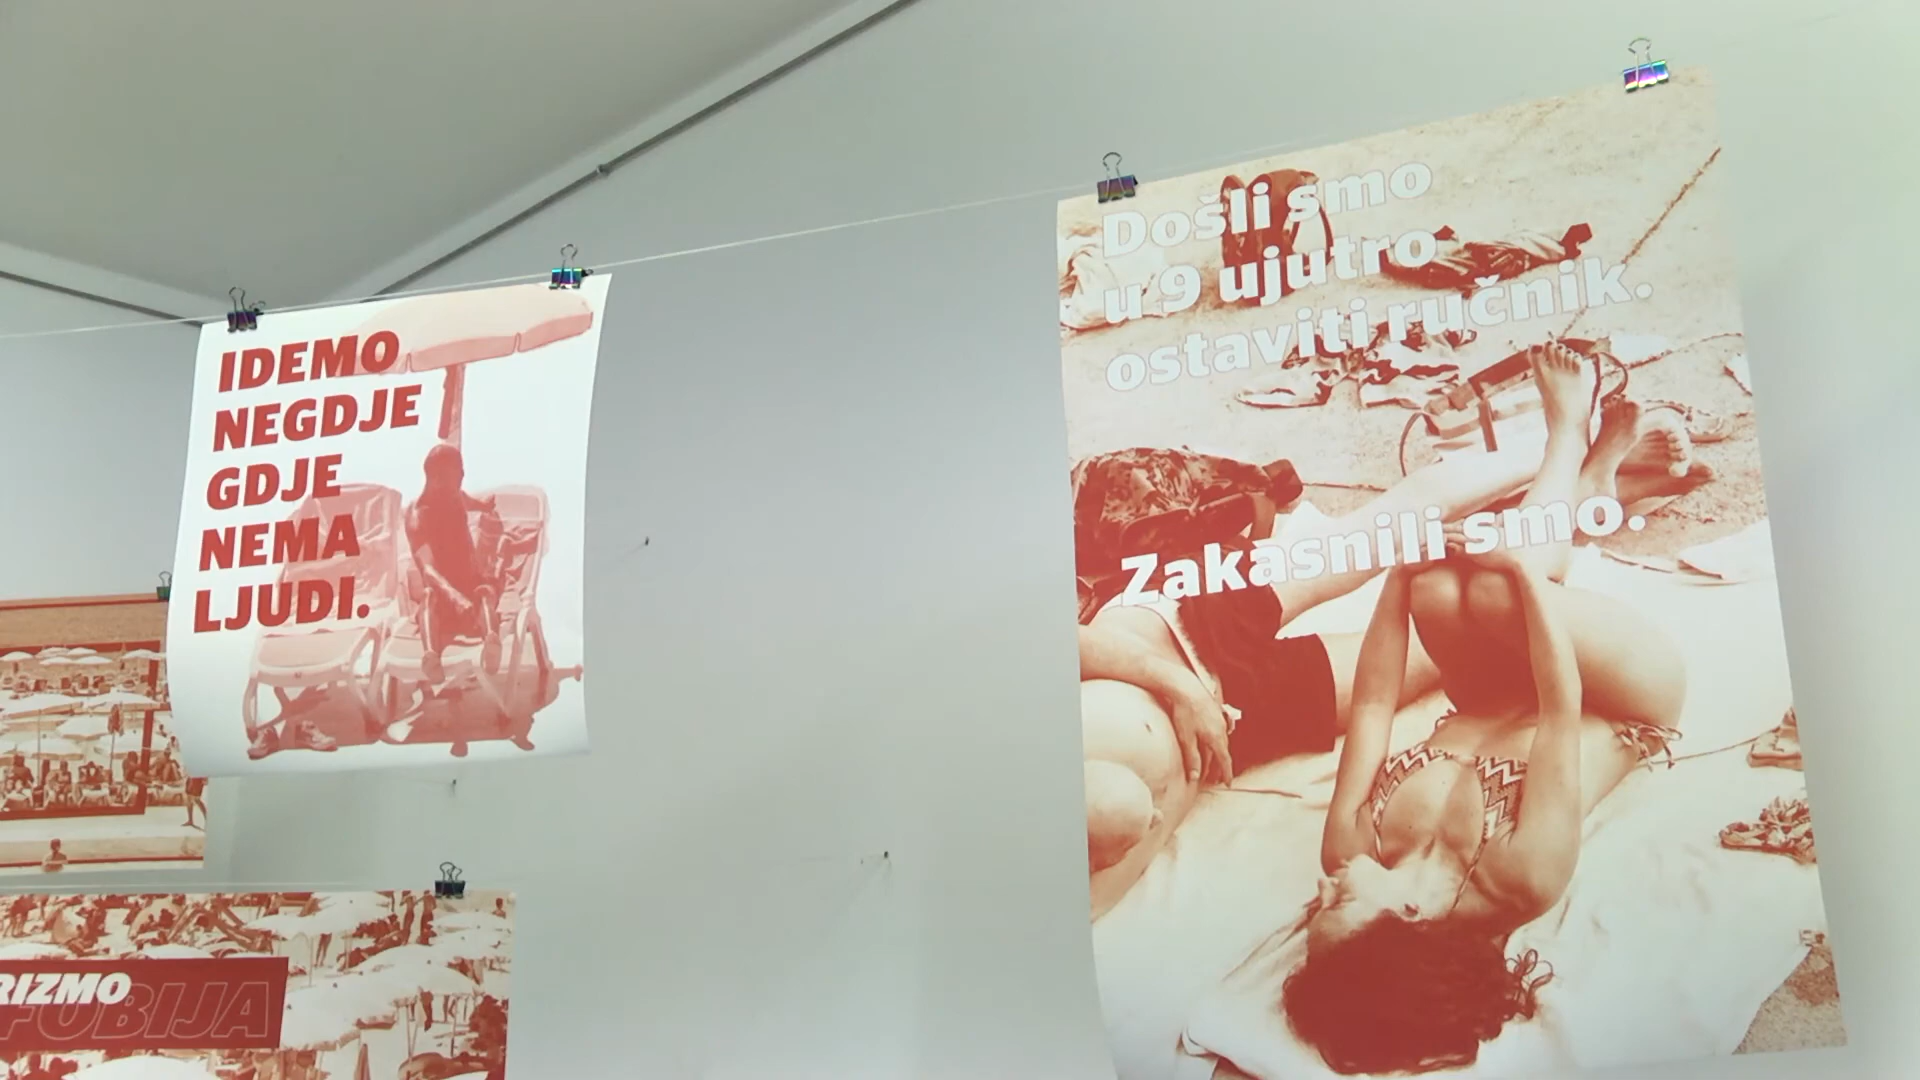 IDEMO
NEGDJE
GDJE
NEMA
LJUDI.
Došli smo
u 9 ujutro
ostaviti ručnik.
Zakasnili smo.
RIZMO
FOBIJA